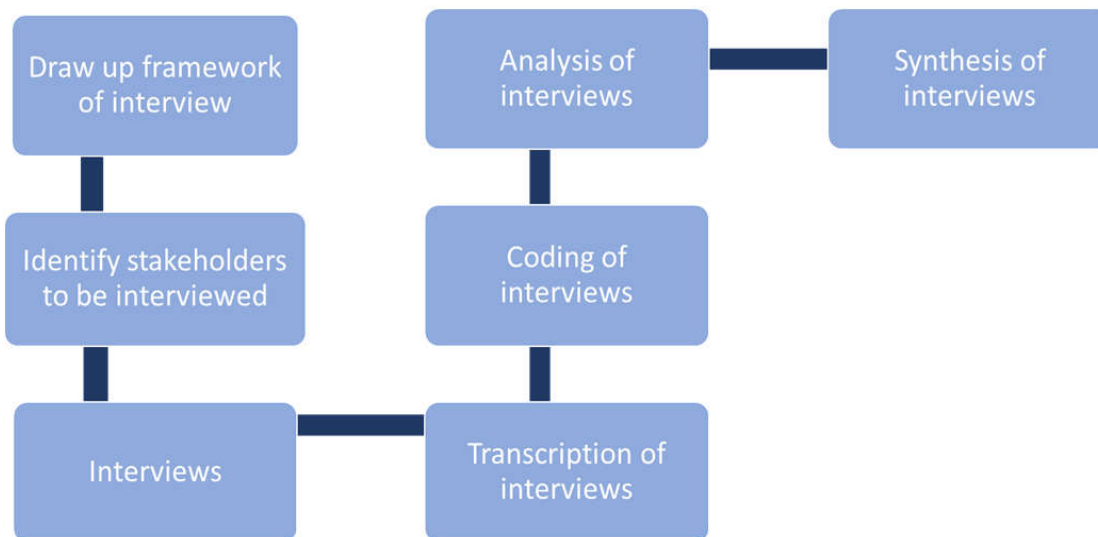 Draw up framework
of interview
Identify stakeholders
to be interviewed
Interviews
Transcription of
interviews
Coding of
interviews
Analysis of
interviews
Synthesis of
interviews